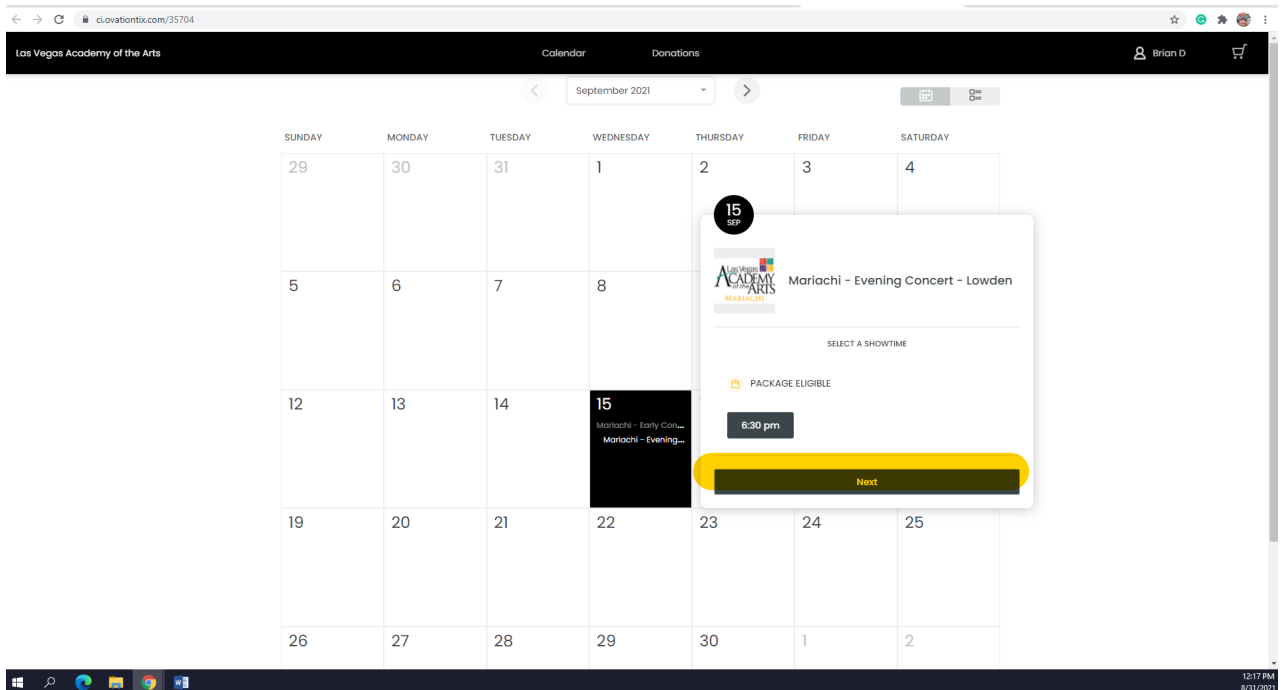 ci.ovationtix.com/35704
Las Vegas Academy of the Arts
Calendar
Donations
Brian D
September 2021
SUNDAY MONDAY TUESDAY WEDNESDAY THURSDAY FRIDAY SATURDAY
29 30 31 1 2 3 4
15
SEP
Las Vegas
ACADEMY
of the ARTS
MARIACHI
Mariachi - Evening Concert - Lowden
5 6 7 8
SELECT A SHOWTIME
PACKAGE ELIGIBLE
12 13 14 15
Mariachi - Early Con...
Mariachi - Evening...
6:30 pm
Next
19 20 21 22 23 24 25
26 27 28 29 30 1 2
12:17 PM
8/31/2021